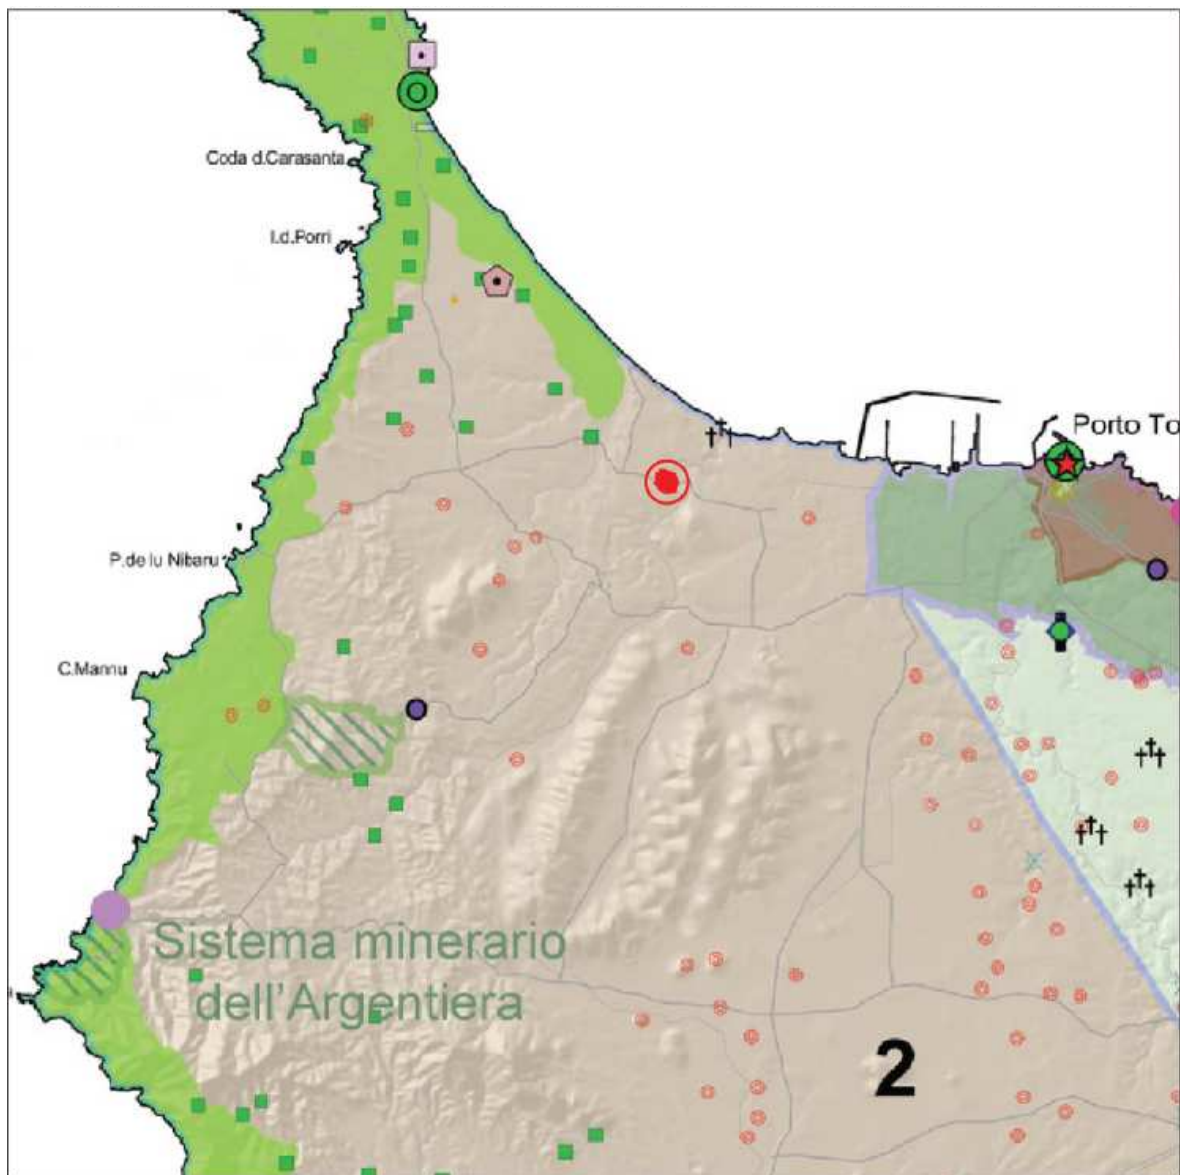 Coda d.Carasanta
I.d.Porri
Porto To
P.de lu Nibaru
C.Mannu
Sistema minerario
dell'Argentiera
2